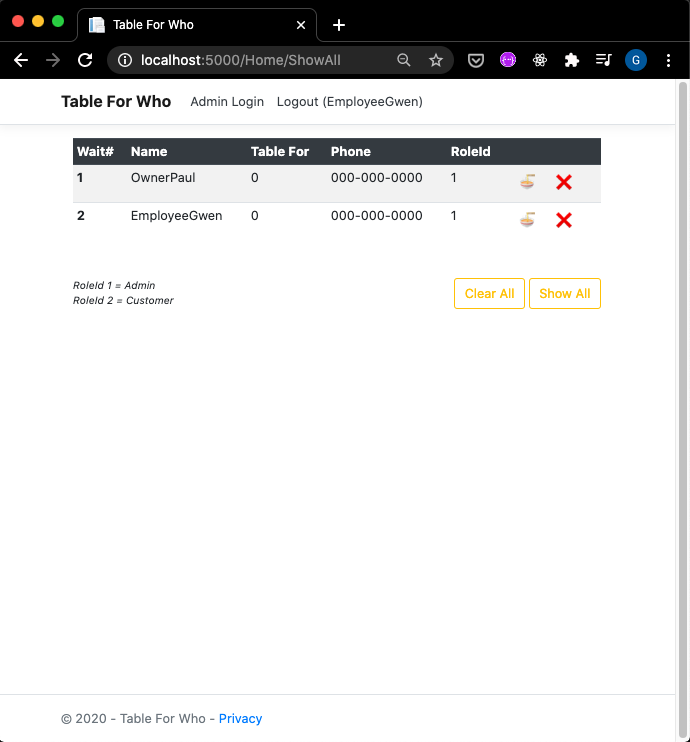 Table For Who
localhost:5000/Home/ShowAll
G
Table For Who Admin Login Logout (EmployeeGwen)
Wait# Name Table For Phone RoleId
1 OwnerPaul 0 000-000-0000 1
2 EmployeeGwen 0 000-000-0000 1
RoleId 1 = Admin
RoleId 2 = Customer
Clear All Show All
© 2020 - Table For Who - Privacy